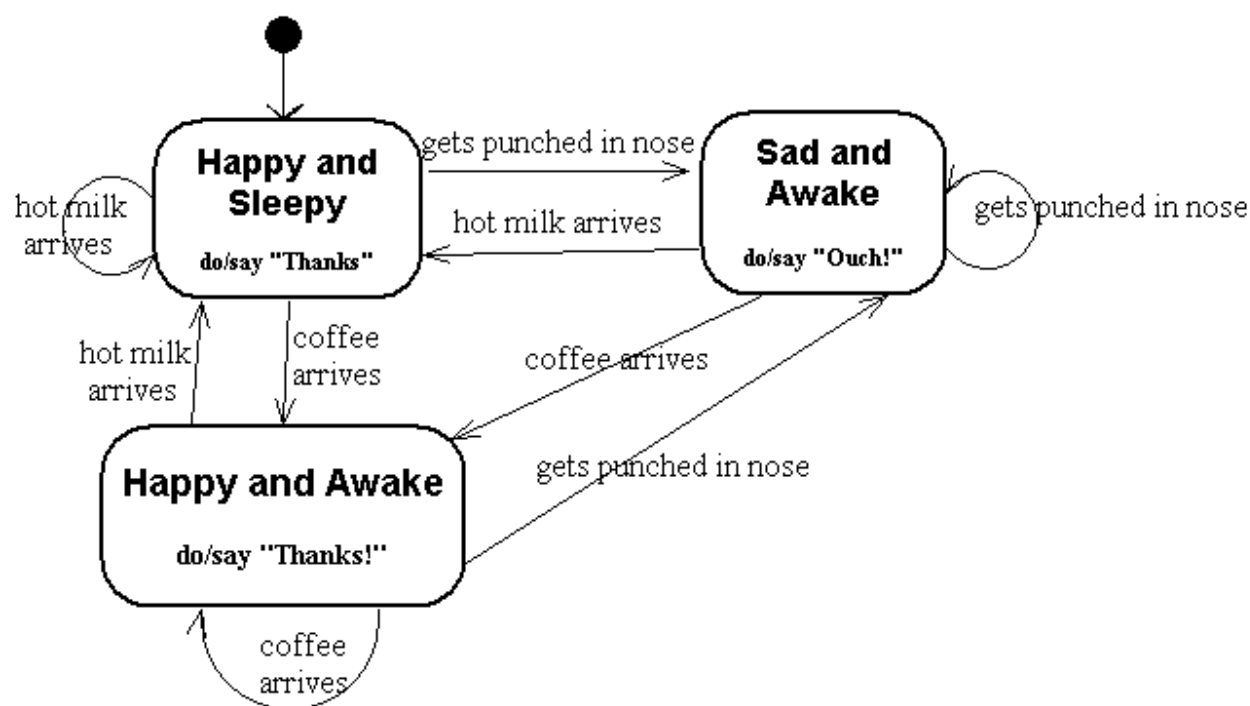 gets punched in nose
Happy and
Sleepy
do/say "Thanks"
Sad and
Awake
do/say "Ouch!"
hot milk
arrives
gets punched in nose
hot milk arrives
hot milk
arrives
coffee
arrives
coffee arrives
Happy and Awake
do/say "Thanks!"
gets punched in nose
coffee
arrives